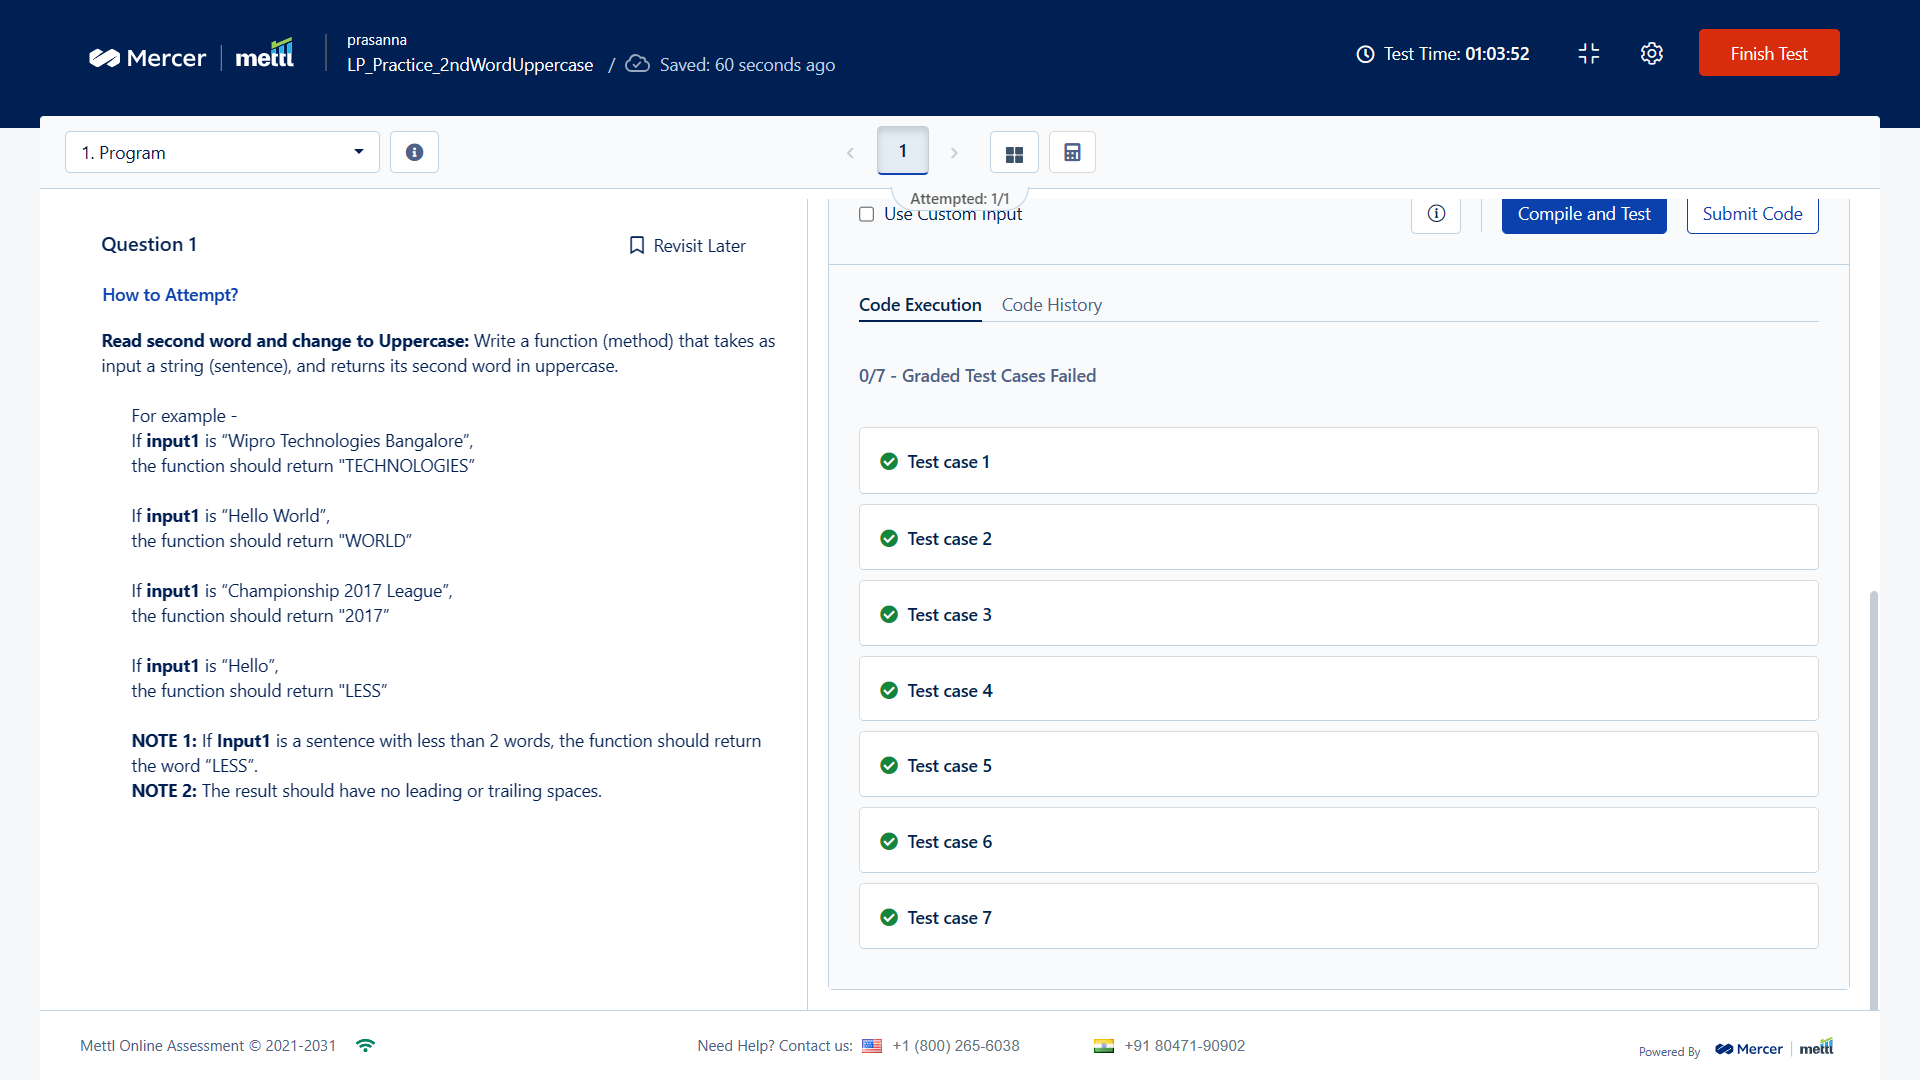 Mercer | mettl
prasanna
LP_Practice_2ndWordUppercase / Saved: 60 seconds ago
Test Time: 01:03:52
Finish Test
1. Program
1
Attempted: 1/1
Question 1
Revisit Later
How to Attempt?
Read second word and change to Uppercase: Write a function (method) that takes as
input a string (sentence), and returns its second word in uppercase.
For example -
If input1 is “Wipro Technologies Bangalore”,
the function should return "TECHNOLOGIES”
If input1 is “Hello World”,
the function should return "WORLD”
If input1 is “Championship 2017 League”,
the function should return "2017”
If input1 is “Hello”,
the function should return "LESS”
NOTE 1: If Input1 is a sentence with less than 2 words, the function should return
the word “LESS”.
NOTE 2: The result should have no leading or trailing spaces.
Use Custom Input
Compile and Test
Submit Code
Code Execution
Code History
0/7 - Graded Test Cases Failed
Test case 1
Test case 2
Test case 3
Test case 4
Test case 5
Test case 6
Test case 7
Mettl Online Assessment © 2021-2031
Need Help? Contact us: +1 (800) 265-6038
+91 80471-90902
Powered By Mercer | mettl